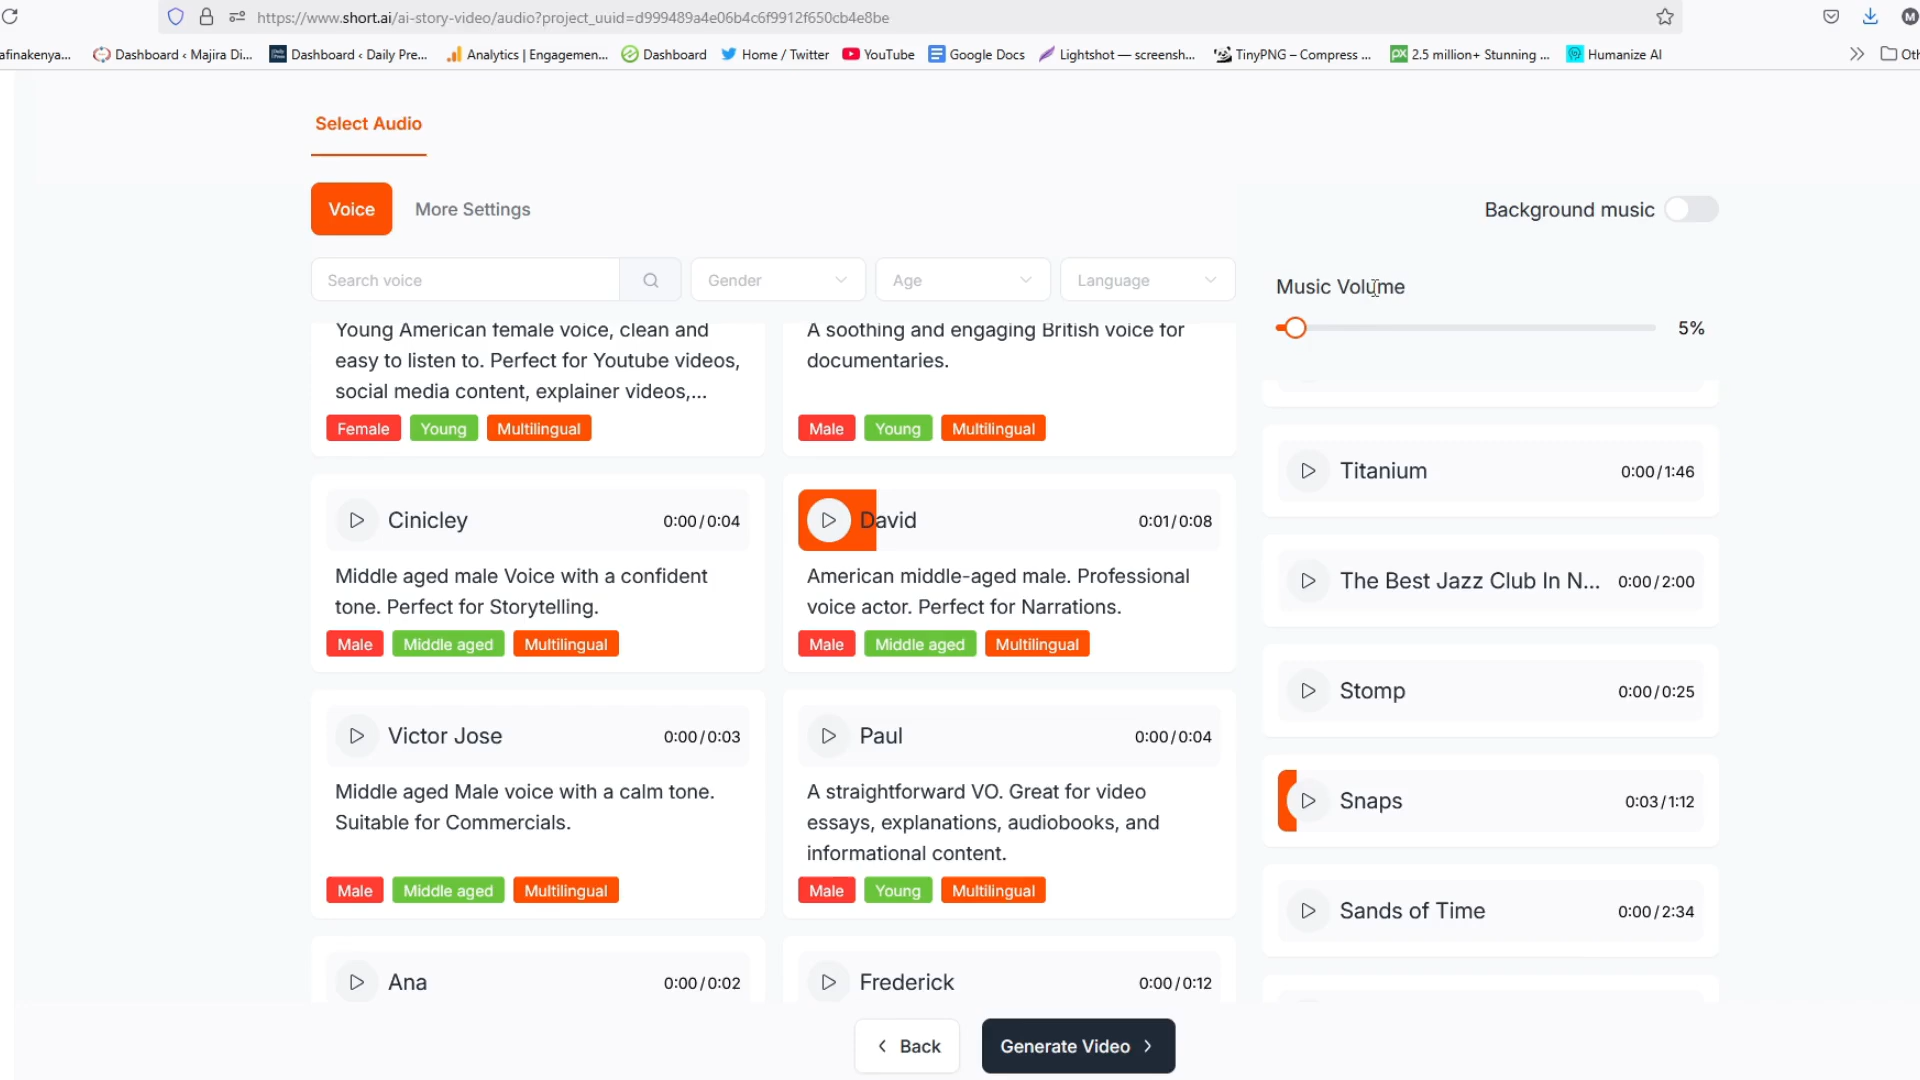 https://www.short.ai/ai-story-video/audio?project_uuid=d999489a4e06b4c6f9912f650cb4e8be
M
afinakenya...
Dashboard ‹ Majira Di...
Dashboard ‹ Daily Pre...
Analytics | Engagemen...
Dashboard
Home / Twitter
YouTube
Google Docs
Lightshot — screensh...
TinyPNG – Compress ...
px
2.5 million+ Stunning ...
Humanize AI
Oth
Select Audio
Voice
More Settings
Background music
Search voice
Gender
Age
Language
Music Volume
5%
Young American female voice, clean and
easy to listen to. Perfect for Youtube videos,
social media content, explainer videos,...
Female
Young
Multilingual
A soothing and engaging British voice for
documentaries.
Male
Young
Multilingual
Cinicley
0:00/0:04
Middle aged male Voice with a confident
tone. Perfect for Storytelling.
Male
Middle aged
Multilingual
David
0:01/0:08
American middle-aged male. Professional
voice actor. Perfect for Narrations.
Male
Middle aged
Multilingual
Victor Jose
0:00/0:03
Middle aged Male voice with a calm tone.
Suitable for Commercials.
Male
Middle aged
Multilingual
Paul
0:00/0:04
A straightforward VO. Great for video
essays, explanations, audiobooks, and
informational content.
Male
Young
Multilingual
Ana
0:00/0:02
Frederick
0:00/0:12
Titanium
0:00/1:46
The Best Jazz Club In N...
0:00/2:00
Stomp
0:00/0:25
Snaps
0:03/1:12
Sands of Time
0:00/2:34
Back
Generate Video